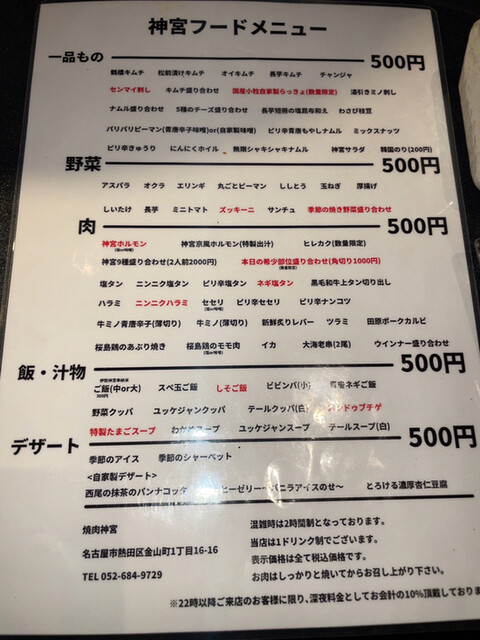 神宮フードメニュー
一品もの 500円
鶴橋キムチ 松前漬けキムチ オイキムチ 長芋キムチ チャンジャ
センマイ刺し キムチ盛り合わせ 国産小粒自家製らっきょ(数量限定) 湯引きミノ刺し
ナムル盛り合わせ 5種のチーズ盛り合わせ 長芋短冊の塩昆布和え わさび枝豆
パリパリピーマン(青唐辛子味噌)or(自家製味噌) ピリ辛青唐もやしナムル ミックスナッツ
ピリ辛きゅうり にんにくホイル 無限シャキシャキナムル 神宮サラダ 韓国のり(200円)
野菜 500円
アスパラ オクラ エリンギ 丸ごとピーマン ししとう 玉ねぎ 厚揚げ
しいたけ 長芋 ミニトマト ズッキーニ サンチュ 季節の焼き野菜盛り合わせ
肉 500円
神宮ホルモン 神宮京風ホルモン(特製出汁) ヒレカク(数量限定)
神宮9種盛り合わせ(2人前2000円) 本日の希少部位盛り合わせ(角切り1000円)
(数量限定)
塩タン ニンニク塩タン ピリ辛塩タン ネギ塩タン 黒毛和牛上タン切り出し
ハラミ ニンニクハラミ セセリ ピリ辛セセリ ピリ辛ナンコツ
牛ミノ青唐辛子(薄切り) 牛ミノ(薄切り) 新鮮炙りレバー ツラミ 田原ポークカルビ
桜島鶏のあぶり焼き 桜島鶏のモモ肉 イカ 大海老串(2尾) ウインナー盛り合わせ
飯・汁物 500円
ご飯(中or大) スペ玉ご飯 しそご飯 ビビンバ(小) ネギご飯
300円
野菜クッパ ユッケジャンクッパ テールクッパ(白) ンドゥブチゲ
特製たまごスープ わかめスープ ユッケジャンスープ テールスープ(白)
デザート 500円
季節のアイス 季節のシャーベット
<自家製デザート>
西尾の抹茶のパンナコッタ ヒーゼリー～バニラアイスのせ～ とろける濃厚杏仁豆腐
焼肉神宮
名古屋市熱田区金山町1丁目16-16
TEL 052-684-9729
混雑時は2時間制となっております。
当店は1ドリンク制でございます。
表示価格は全て税込価格です。
お肉はしっかりと焼いてからお召し上がり下さい。
※22時以降ご来店のお客様に限り、深夜料金としてお会計の10%頂戴しており